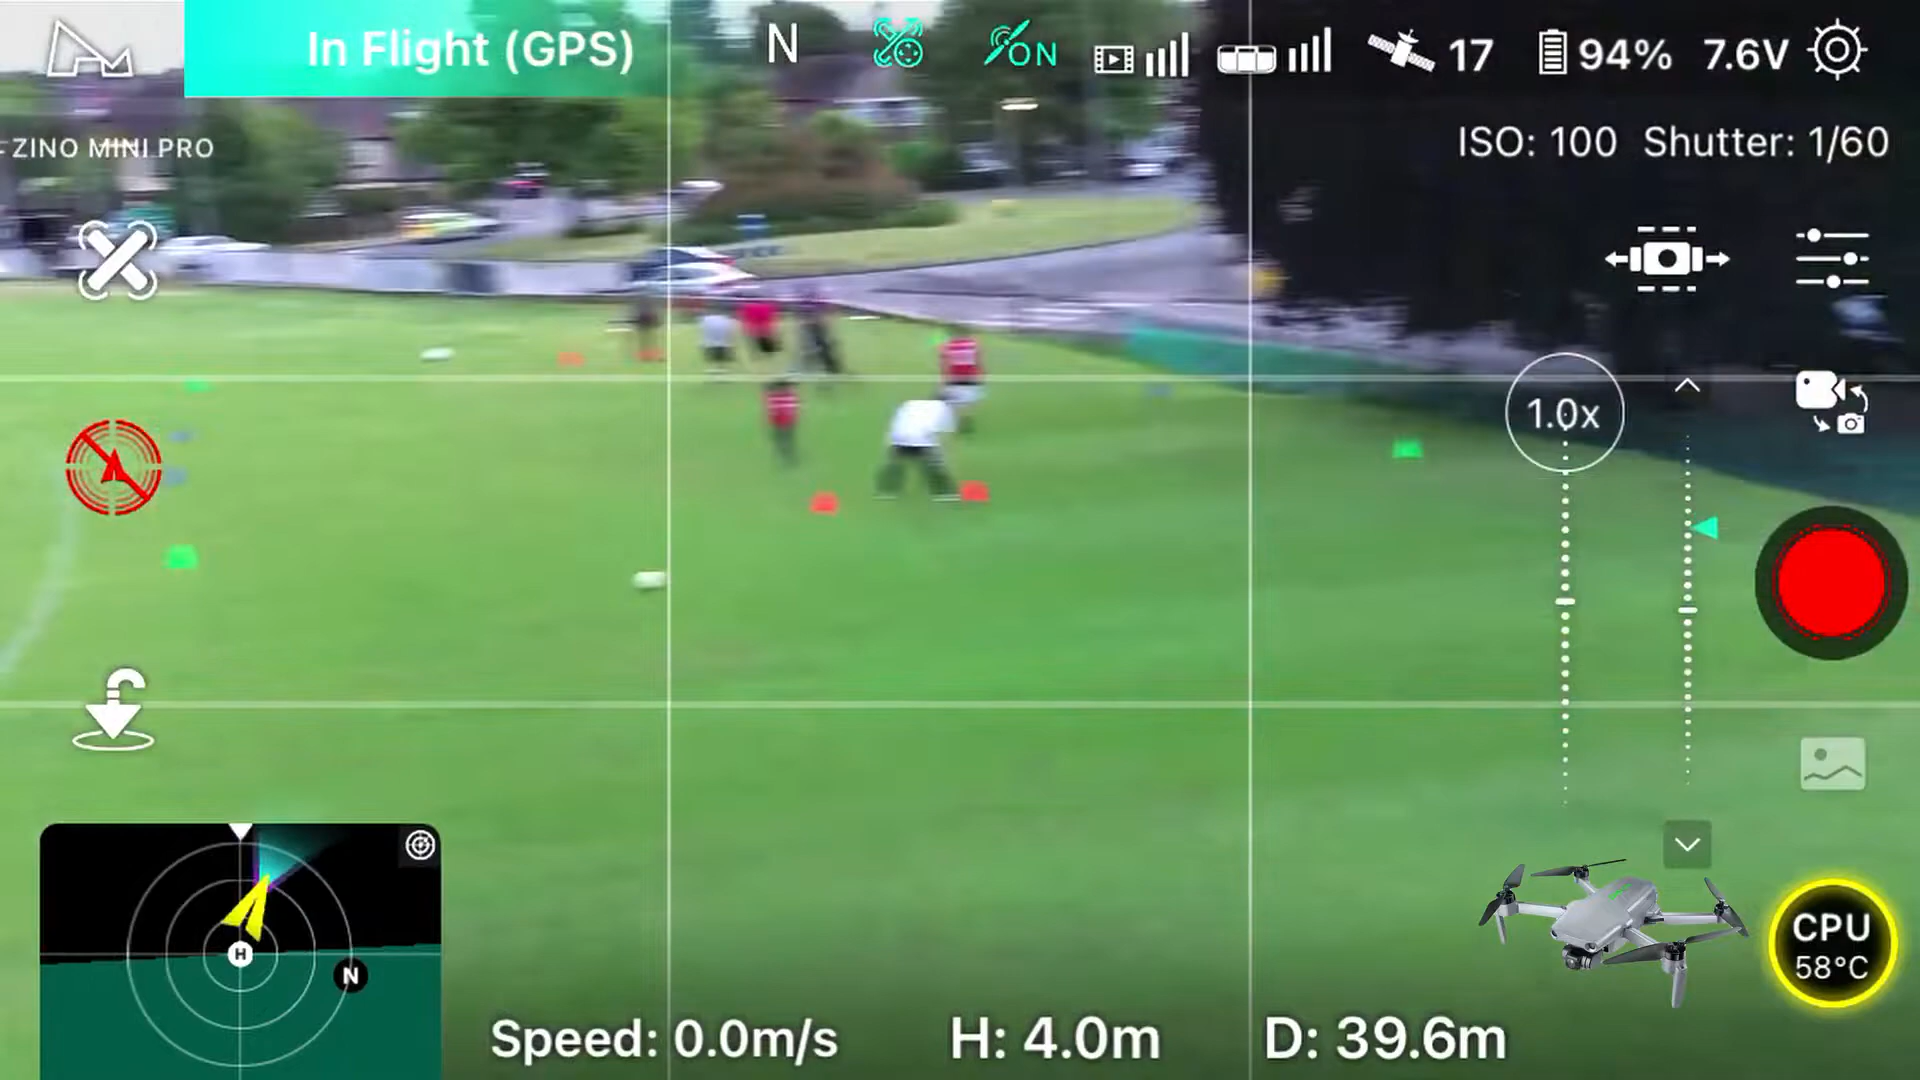 In Flight (GPS)
N
ON
17
94%
7.6V
ZINO MINI PRO
ISO: 100 Shutter: 1/60
1.0x
H
N
CPU
58°C
Speed: 0.0m/s
H: 4.0m
D: 39.6m